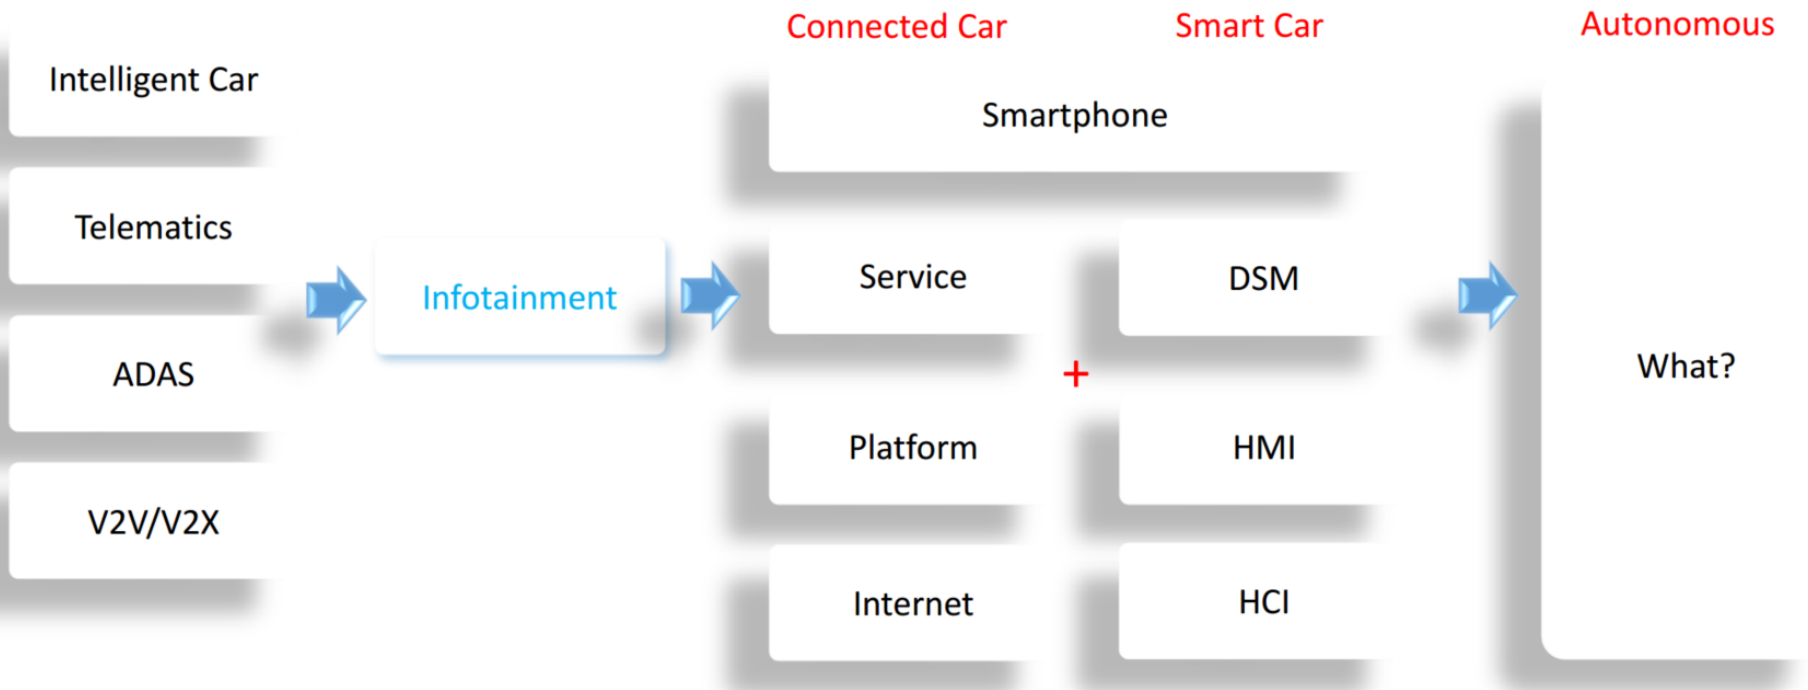 Intelligent Car
Telematics
ADAS
V2V/V2X
Infotainment
Connected Car
Smart Car
Smartphone
Service
DSM
+
Platform
HMI
Internet
HCI
Autonomous
What?